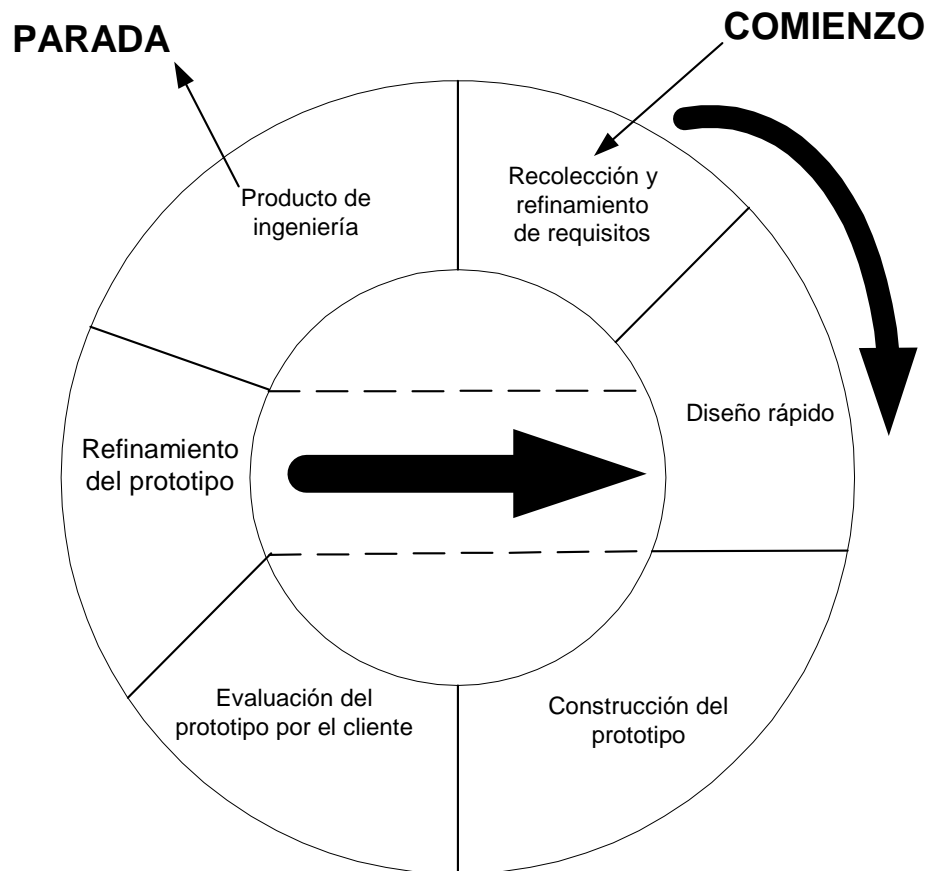 PARADA
COMIENZO
Recolección y
refinamiento
de requisitos
Diseño rápido
Construcción del
prototipo
Evaluación del
prototipo por el cliente
Refinamiento
del prototipo
Producto de
ingeniería